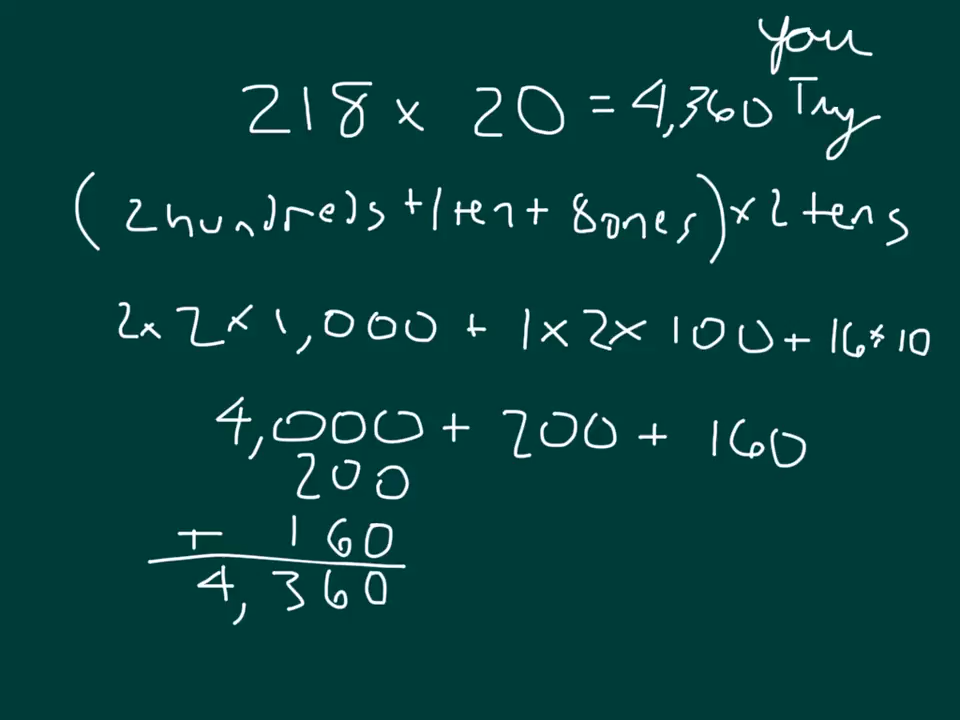 You
Try
218 x 20 = 4,360
(2 hundreds + 1 ten + 8 ones) x 2 tens
2 x 2 x 1,000 + 1 x 2 x 100 + 16 x 10
4,000 + 200 + 160
200
+ 160
4,360